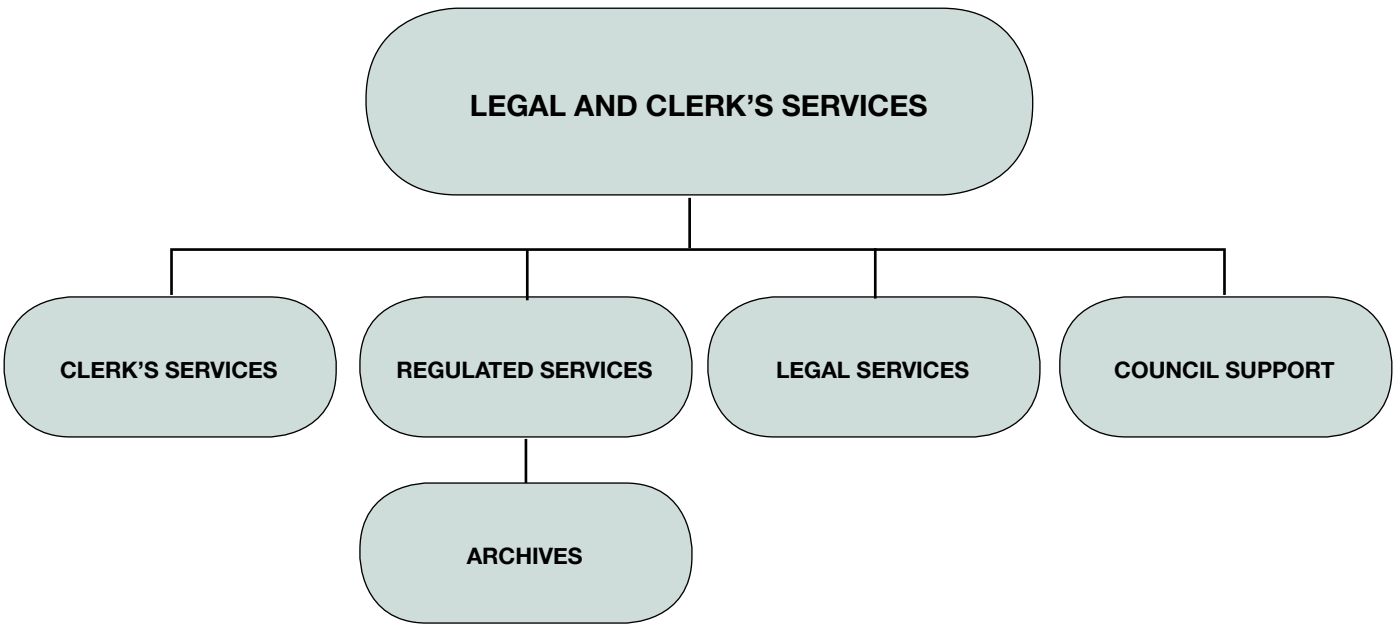 LEGAL AND CLERK’S SERVICES
CLERK’S SERVICES
REGULATED SERVICES
LEGAL SERVICES
COUNCIL SUPPORT
ARCHIVES